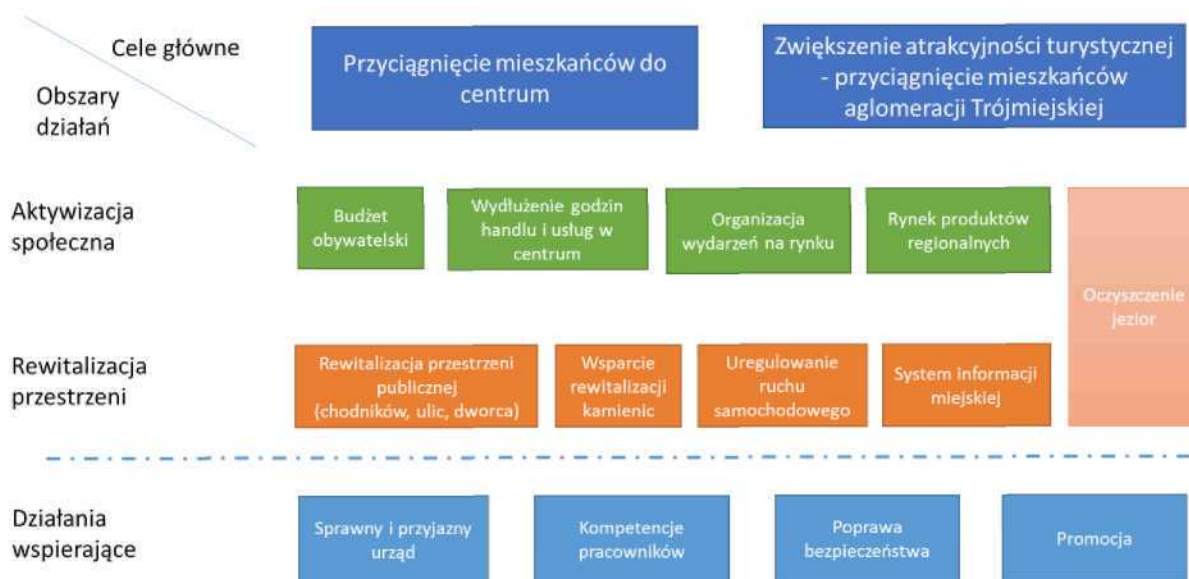 Cele główne
Obszary
działań
Przyciągnięcie mieszkańców do
centrum
Zwiększenie atrakcyjności turystycznej
- przyciągnięcie mieszkańców
aglomeracji Trójmiejskiej
Aktywizacja
społeczna
Budżet
obywatelski
Wydłużenie godzin
handlu i usług w
centrum
Organizacja
wydarzeń na rynku
Rynek produktów
regionalnych
Oczyszczenie
jezior
Rewitalizacja
przestrzeni
Rewitalizacja przestrzeni
publicznej
(chodników, ulic, dworca)
Wsparcie
rewitalizacji
kamienic
Uregulowanie
ruchu
samochodowego
System informacji
miejskiej
Działania
wspierające
Sprawny i przyjazny
urząd
Kompetencje
pracowników
Poprawa
bezpieczeństwa
Promocja